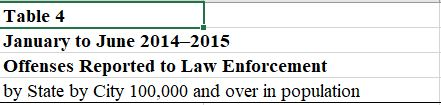 Table 4
January to June 2014–2015
Offenses Reported to Law Enforcement
by State by City 100,000 and over in population